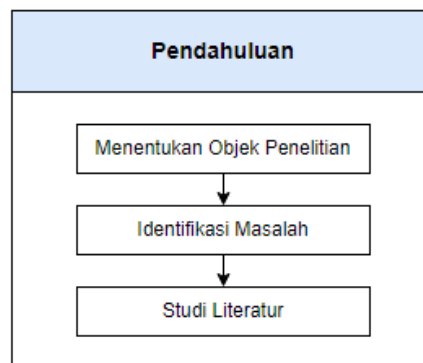 Pendahuluan
Menentukan Objek Penelitian
Identifikasi Masalah
Studi Literatur